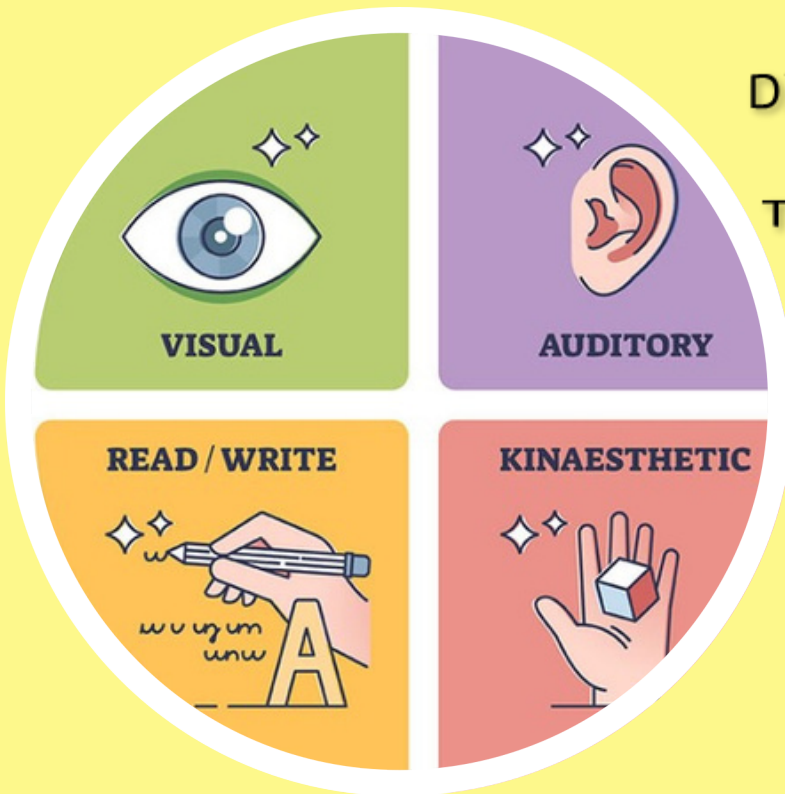 D
T
VISUAL
AUDITORY
READ / WRITE
KINAESTHETIC
A